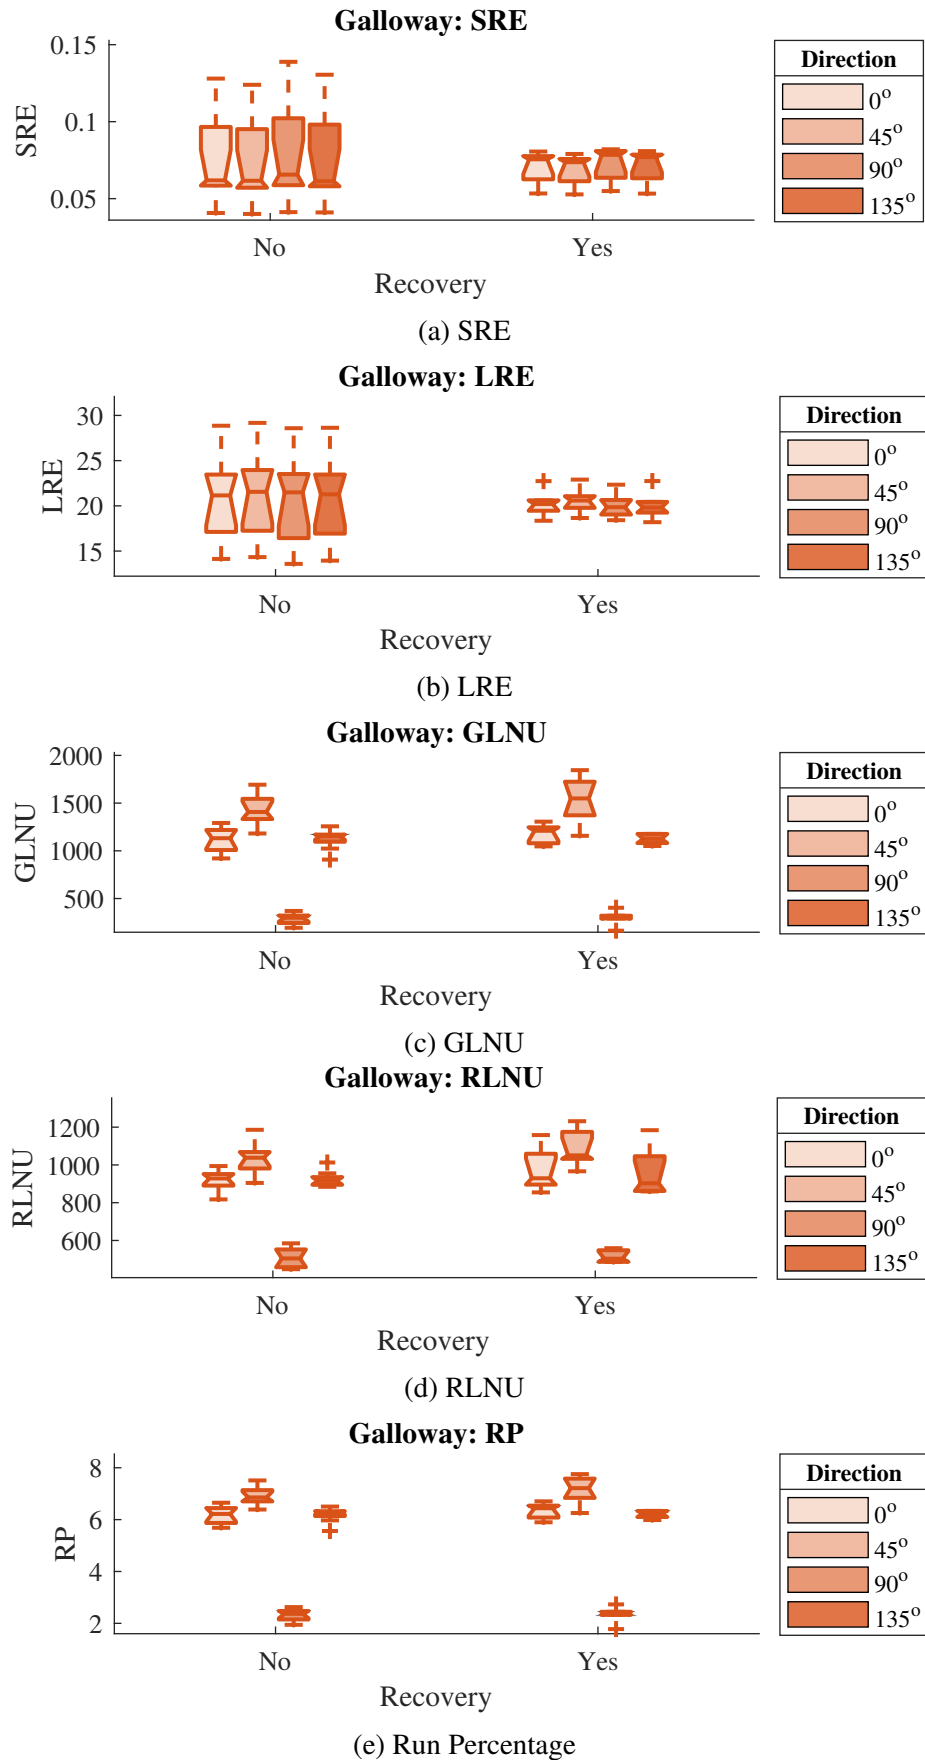 Galloway: SRE
0.15
0.1
0.05
SRE
No
Yes
Recovery
Direction
0º
45º
90º
135º
(a) SRE
Galloway: LRE
30
25
20
15
LRE
No
Yes
Recovery
Direction
0º
45º
90º
135º
(b) LRE
Galloway: GLNU
2000
1500
1000
500
GLNU
No
Yes
Recovery
Direction
0º
45º
90º
135º
(c) GLNU
Galloway: RLNU
1200
1000
800
600
RLNU
No
Yes
Recovery
Direction
0º
45º
90º
135º
(d) RLNU
Galloway: RP
8
6
4
2
RP
No
Yes
Recovery
Direction
0º
45º
90º
135º
(e) Run Percentage